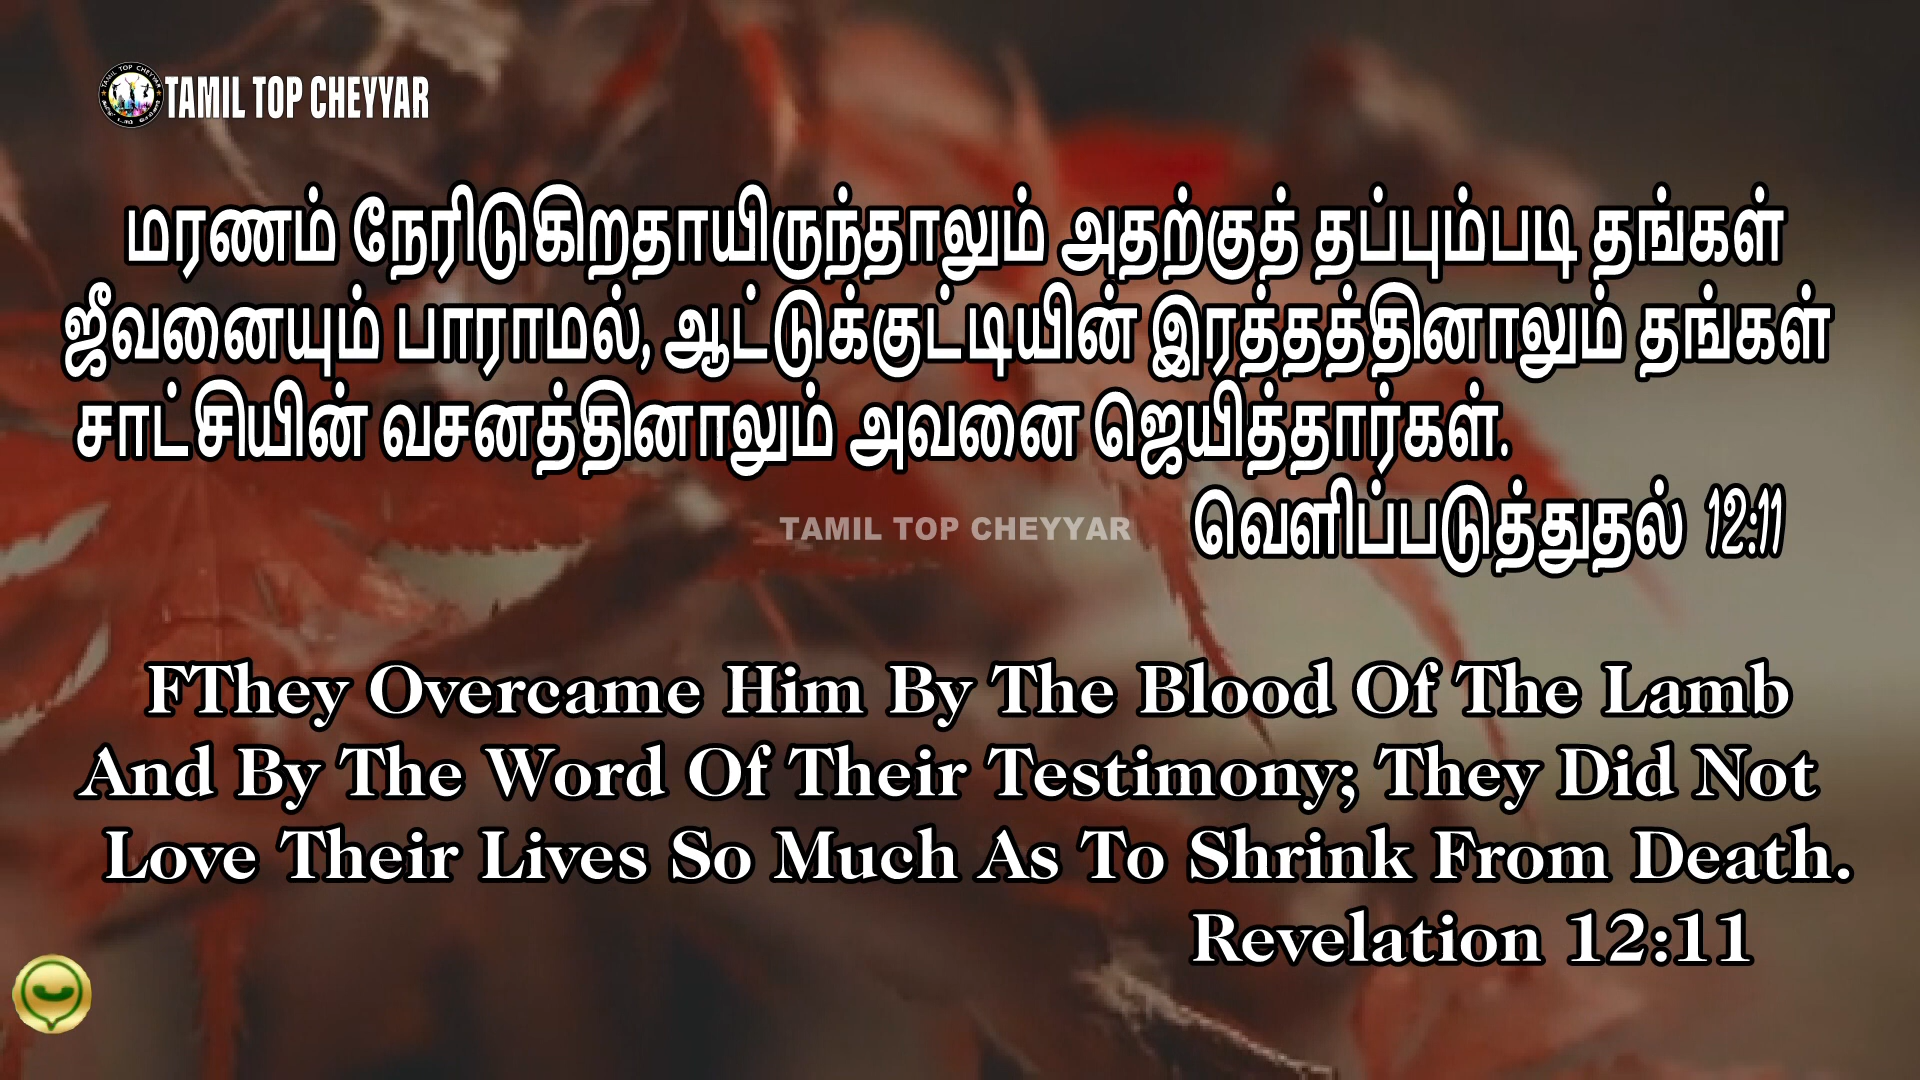 TAMIL TOP CHEYYAR
மரணம் நேரிடுகிறதாயிருந்தாலும் அதற்குத் தப்பும்படி தங்கள்
ஜீவனையும் பாராமல், ஆட்டுக்குட்டியின் இரத்தத்தினாலும் தங்கள்
சாட்சியின் வசனத்தினாலும் அவனை ஜெயித்தார்கள்.
வெளிப்படுத்துதல் 12:11
TAMIL TOP CHEYYAR
FThey Overcame Him By The Blood Of The Lamb
And By The Word Of Their Testimony; They Did Not
Love Their Lives So Much As To Shrink From Death.
Revelation 12:11